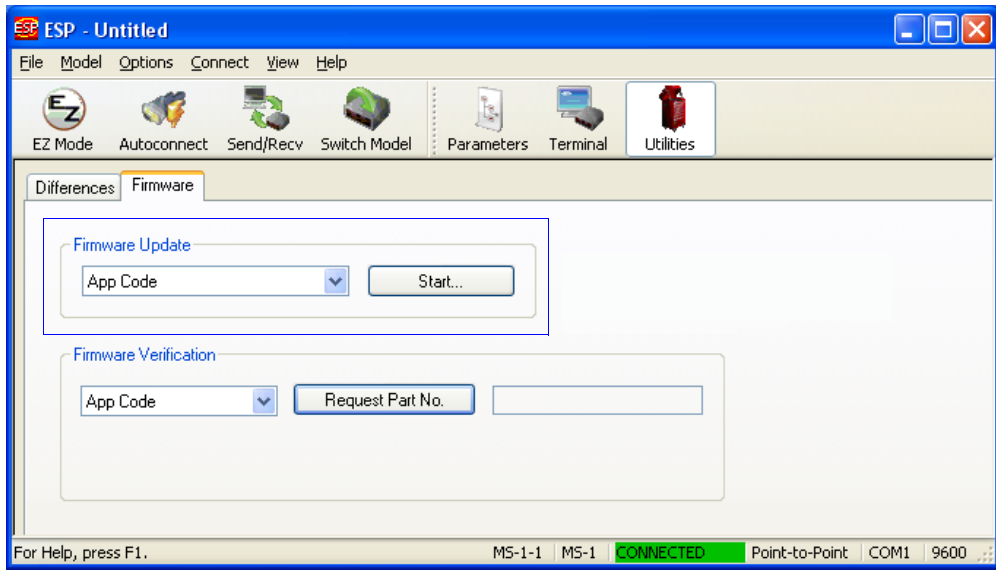 ESP - Untitled
File Model Options Connect View Help
EZ Mode Autoconnect Send/Recv Switch Model Parameters Terminal Utilities
Differences Firmware
Firmware Update
App Code Start...
Firmware Verification
App Code Request Part No.
For Help, press F1. MS-1-1 MS-1 CONNECTED Point-to-Point COM1 9600